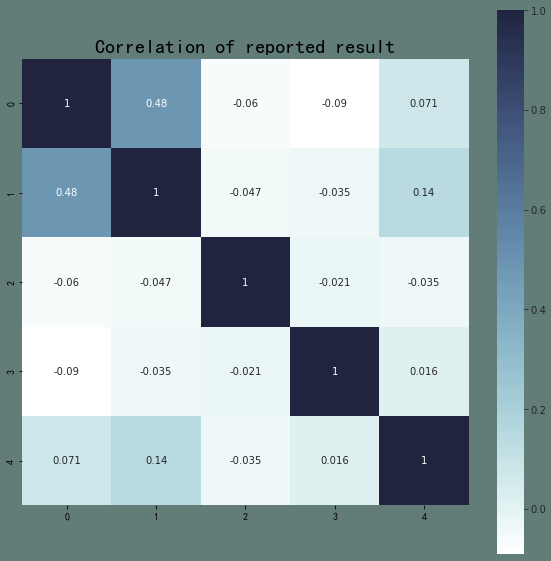 Correlation of reported result
0 1 0.48 -0.06 -0.09 0.071
1 0.48 1 -0.047 -0.035 0.14
2 -0.06 -0.047 1 -0.021 -0.035
3 -0.09 -0.035 -0.021 1 0.016
4 0.071 0.14 -0.035 0.016 1
0 1 2 3 4
1.0
0.8
0.6
0.4
0.2
0.0